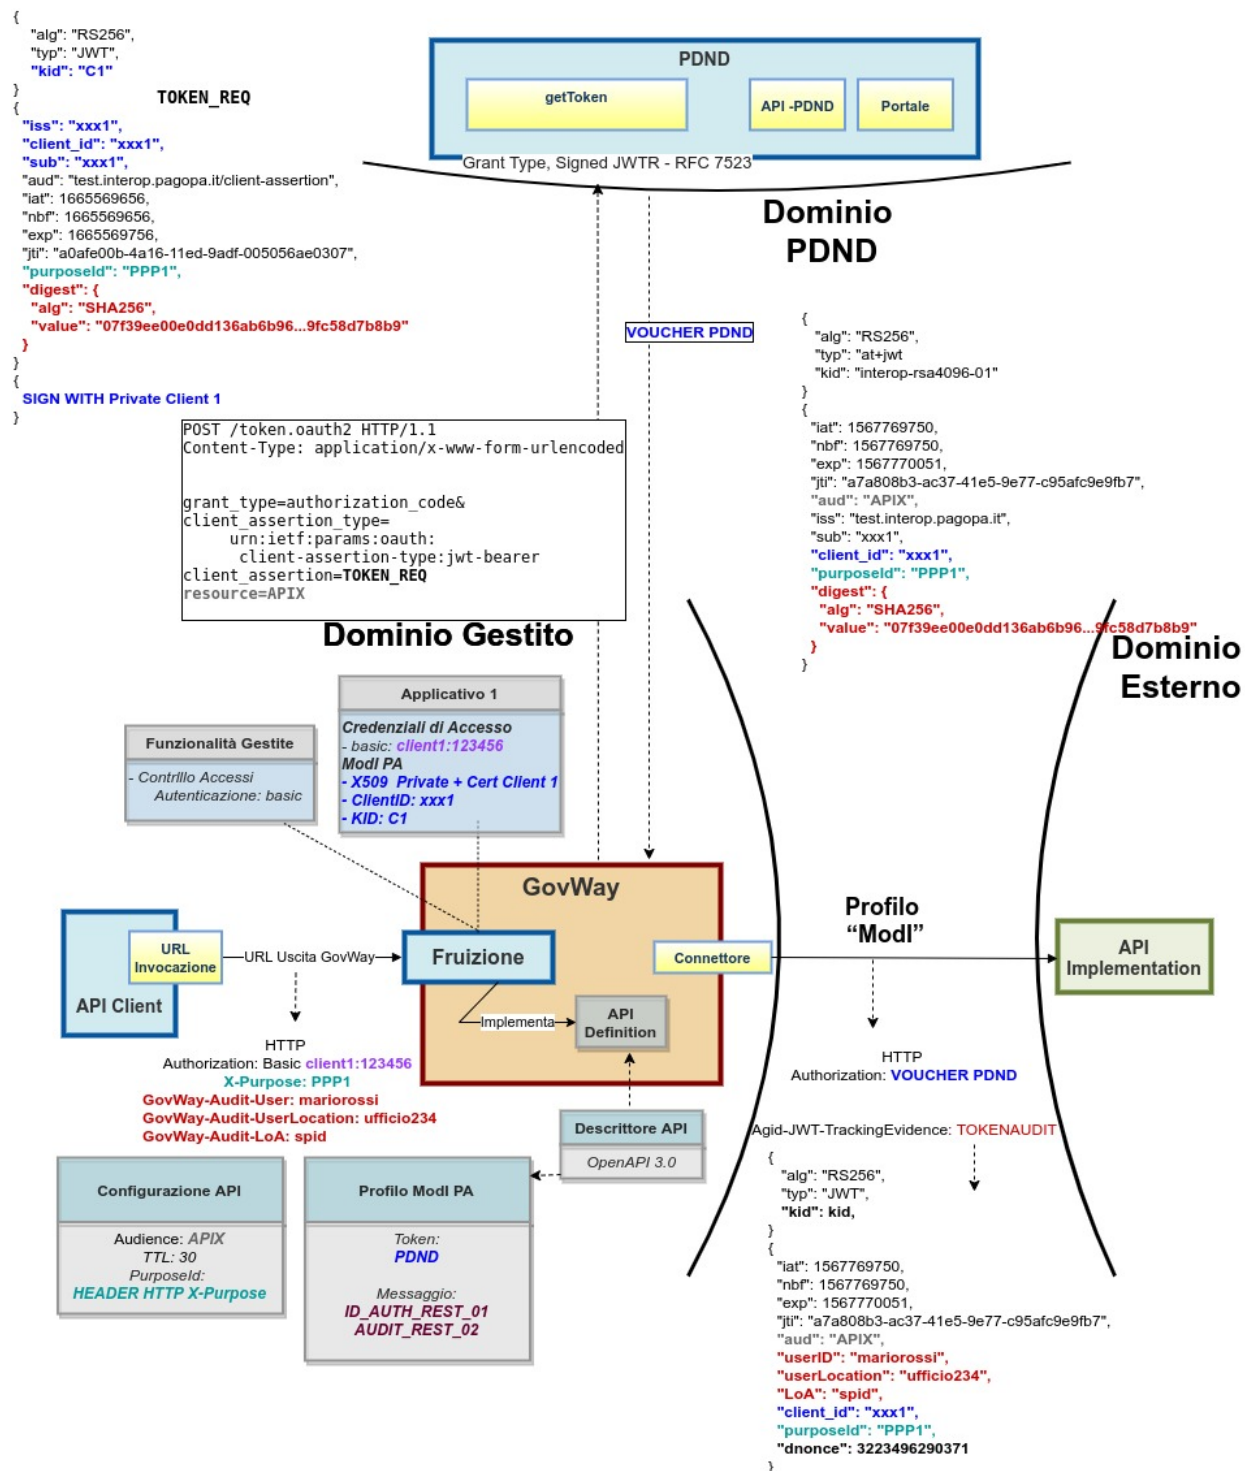 {
"alg": "RS256",
"typ": "JWT",
"kid": "C1"
}
TOKEN_REQ
{
"iss": "xxx1",
"client_id": "xxx1",
"sub": "xxx1",
"aud": "test.interop.pagopa.it/client-assertion",
"iat": 1665569656,
"nbf": 1665569656,
"exp": 1665569756,
"jti": "a0afe00b-4a16-11ed-9adf-005056ae0307",
"purposeId": "PPP1",
"digest": {
"alg": "SHA256",
"value": "07f39ee00e0dd136ab6b96...9fc58d7b8b9"
}
}
{
SIGN WITH Private Client 1
}
PDND
getToken
API -PDND
Portale
Grant Type, Signed JWTR - RFC 7523
Dominio
PDND
VOUCHER PDND
{
"alg": "RS256",
"typ": "at+jwt
"kid": "interop-rsa4096-01"
}
{
"iat": 1567769750,
"nbf": 1567769750,
"exp": 1567770051,
"jti": "a7a808b3-ac37-41e5-9e77-c95afc9e9fb7",
"aud": "APIX",
"iss": "test.interop.pagopa.it",
"sub": "xxx1",
"client_id": "xxx1",
"purposeId": "PPP1",
"digest": {
"alg": "SHA256",
"value": "07f39ee00e0dd136ab6b96...9fc58d7b8b9"
}
}
POST /token.oauth2 HTTP/1.1
Content-Type: application/x-www-form-urlencoded
grant_type=authorization_code&
client_assertion_type=
urn:ietf:params:oauth:
client-assertion-type:jwt-bearer
client_assertion=TOKEN_REQ
resource=APIX
Dominio Gestito
Dominio
Esterno
Funzionalità Gestite
- Contrlllo Accessi
Autenticazione: basic
Applicativo 1
Credenziali di Accesso
- basic: client1:123456
ModI PA
- X509 Private + Cert Client 1
- ClientID: xxx1
- KID: C1
GovWay
URL
Invocazione
API Client
URL Uscita GovWay
Fruizione
Connettore
Implementa
API
Definition
Profilo
“ModI”
API
Implementation
HTTP
Authorization: Basic client1:123456
X-Purpose: PPP1
GovWay-Audit-User: mariorossi
GovWay-Audit-UserLocation: ufficio234
GovWay-Audit-LoA: spid
HTTP
Authorization: VOUCHER PDND
Agid-JWT-TrackingEvidence: TOKENAUDIT
Descrittore API
OpenAPI 3.0
Configurazione API
Audience: APIX
TTL: 30
PurposeId:
HEADER HTTP X-Purpose
Profilo ModI PA
Token:
PDND
Messaggio:
ID_AUTH_REST_01
AUDIT_REST_02
{
"alg": "RS256",
"typ": "JWT",
"kid": kid,
}
{
"iat": 1567769750,
"nbf": 1567769750,
"exp": 1567770051,
"jti": "a7a808b3-ac37-41e5-9e77-c95afc9e9fb7",
"aud": "APIX",
"userID": "mariorossi",
"userLocation": "ufficio234",
"LoA": "spid",
"client_id": "xxx1",
"purposeId": "PPP1",
"dnonce": 3223496290371
}